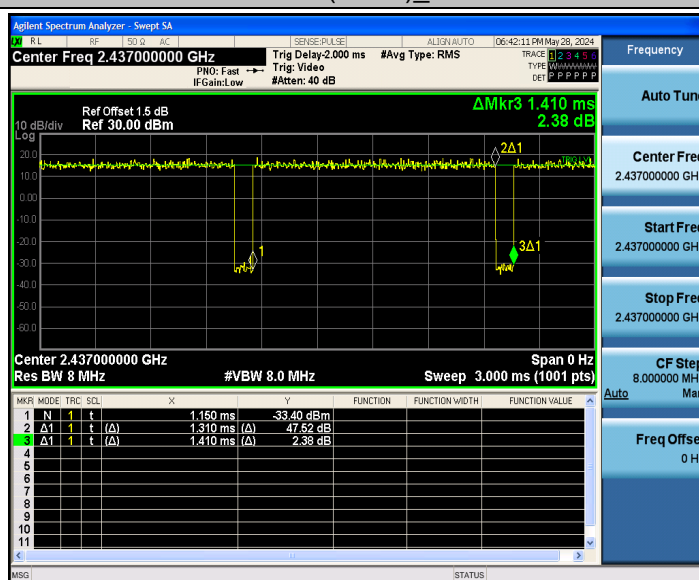 Agilent Spectrum Analyzer - Swept SA
RL RF 50 Ω AC SENSE:PULSE ALIGN AUTO 06:42:11 PM May 28, 2024
Center Freq 2.437000000 GHz
PNO: Fast
IFGain:Low
Trig Delay-2.000 ms
Trig: Video
#Atten: 40 dB
#Avg Type: RMS
TRACE 1 2 3 4 5 6
TYPE W
DET P P P P P P
Frequency
Auto Tune
Center Freq
2.437000000 GH
Start Freq
2.437000000 GH
Stop Freq
2.437000000 GH
CF Step
8.000000 MH
Auto Man
Freq Offset
0 H
ΔMkr3 1.410 ms
2.38 dB
Ref Offset 1.5 dB
10 dB/div Ref 30.00 dBm
Log
20.0
10.0
0.00
-10.0
-20.0
-30.0
-40.0
-50.0
-60.0
2Δ1
1
3Δ1
Center 2.437000000 GHz Span 0 Hz
Res BW 8 MHz #VBW 8.0 MHz Sweep 3.000 ms (1001 pts)
MKR MODE TRC SCL X Y FUNCTION FUNCTION WIDTH FUNCTION VALUE
1 N 1 t 1.150 ms -33.40 dBm
2 Δ1 1 t (Δ) 1.310 ms (Δ) 47.52 dB
3 Δ1 1 t (Δ) 1.410 ms (Δ) 2.38 dB
4
5
6
7
8
9
10
11
MSG STATUS